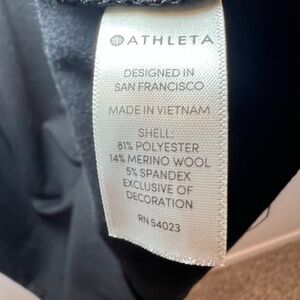 ATHLETA
DESIGNED IN
SAN FRANCISCO
MADE IN VIETNAM
SHELL:
81% POLYESTER
14% MERINO WOOL
5% SPANDEX
EXCLUSIVE OF
DECORATION
RN 54023